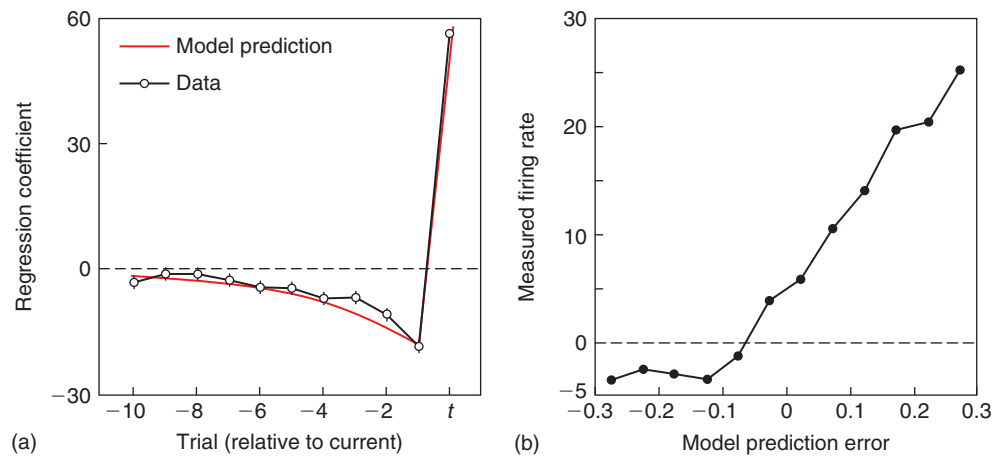 60
30
0
−30
Regression coefficient
Model prediction
Data
−10
−8
−6
−4
−2
t
(a)
Trial (relative to current)
30
20
10
0
−5
Measured firing rate
−0.3
−0.2
−0.1
0
0.1
0.2
0.3
(b)
Model prediction error